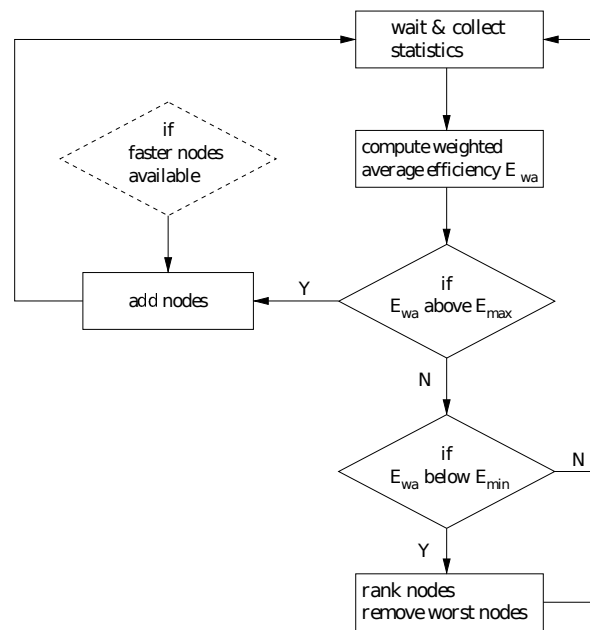 wait & collect
statistics
if
faster nodes
available
compute weighted
average efficiency E wa
add nodes
Y
if
E wa above E max
N
if
E wa below E min
N
Y
rank nodes
remove worst nodes